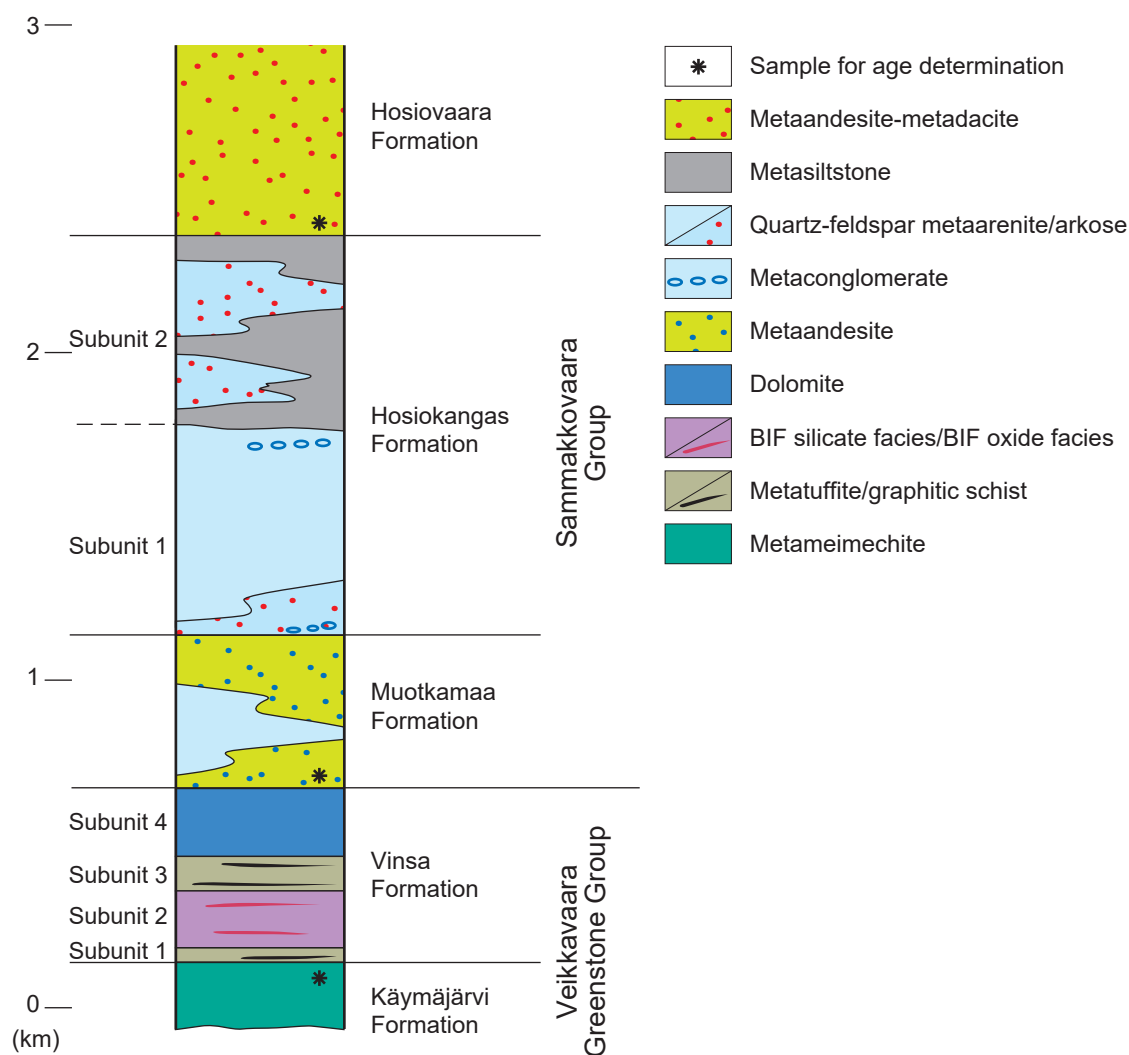 3
2
1
0
(km)
Subunit 2
Subunit 1
Subunit 4
Subunit 3
Subunit 2
Subunit 1
Hosiovaara
Formation
Hosiokangas
Formation
Muotkamaa
Formation
Vinsa
Formation
Käymäjärvi
Formation
Sammakkovaara
Group
Veikkavaara
Greenstone Group
Sample for age determination
Metaandesite-metadacite
Metasiltstone
Quartz-feldspar metaarenite/arkose
Metaconglomerate
Metaandesite
Dolomite
BIF silicate facies/BIF oxide facies
Metatuffite/graphitic schist
Metameimechite